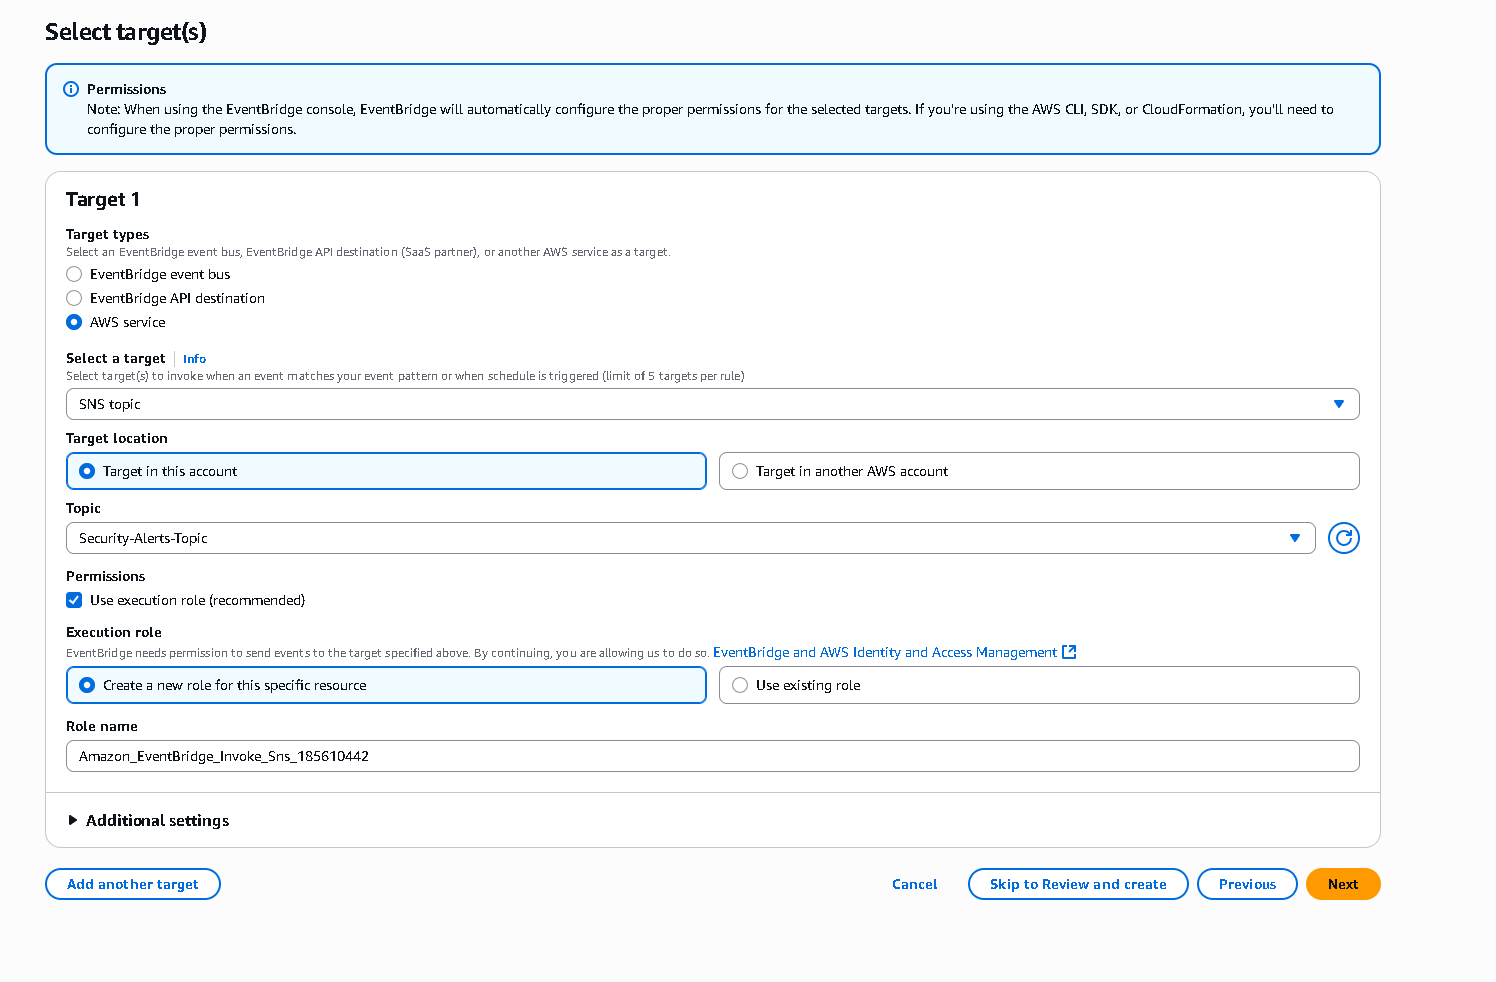 Select target(s)
Permissions
Note: When using the EventBridge console, EventBridge will automatically configure the proper permissions for the selected targets. If you're using the AWS CLI, SDK, or CloudFormation, you'll need to
configure the proper permissions.
Target 1
Target types
Select an EventBridge event bus, EventBridge API destination (SaaS partner), or another AWS service as a target.
EventBridge event bus
EventBridge API destination
AWS service
Select a target Info
Select target(s) to invoke when an event matches your event pattern or when schedule is triggered (limit of 5 targets per rule)
SNS topic
Target location
Target in this account Target in another AWS account
Topic
Security-Alerts-Topic
Permissions
Use execution role (recommended)
Execution role
EventBridge needs permission to send events to the target specified above. By continuing, you are allowing us to do so. EventBridge and AWS Identity and Access Management
Create a new role for this specific resource Use existing role
Role name
Amazon_EventBridge_Invoke_Sns_185610442
Additional settings
Add another target Cancel Skip to Review and create Previous Next